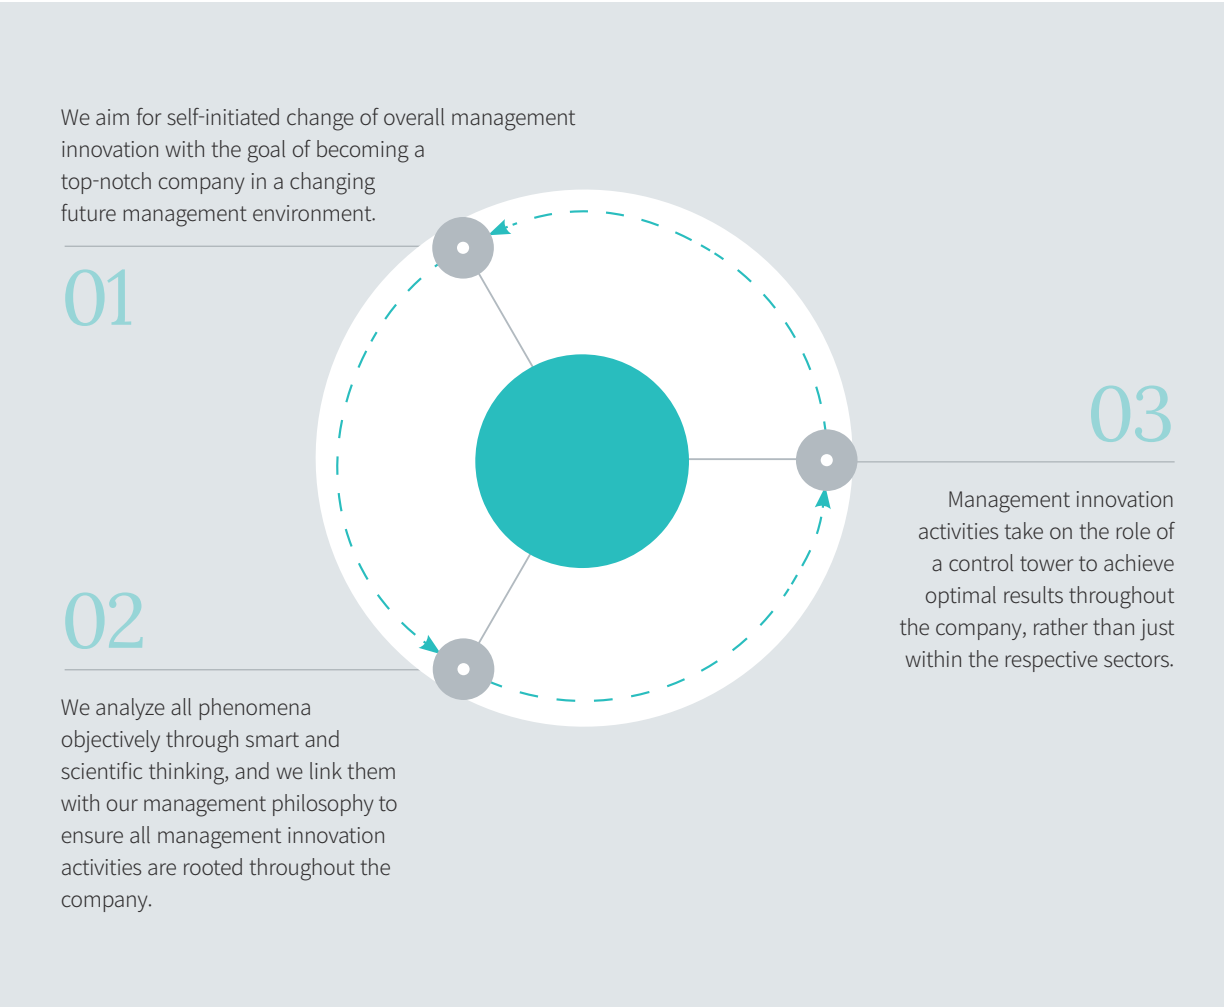 We aim for self-initiated change of overall management
innovation with the goal of becoming a
top-notch company in a changing
future management environment.
01
02
We analyze all phenomena
objectively through smart and
scientific thinking, and we link them
with our management philosophy to
ensure all management innovation
activities are rooted throughout the
company.
03
Management innovation
activities take on the role of
a control tower to achieve
optimal results throughout
the company, rather than just
within the respective sectors.